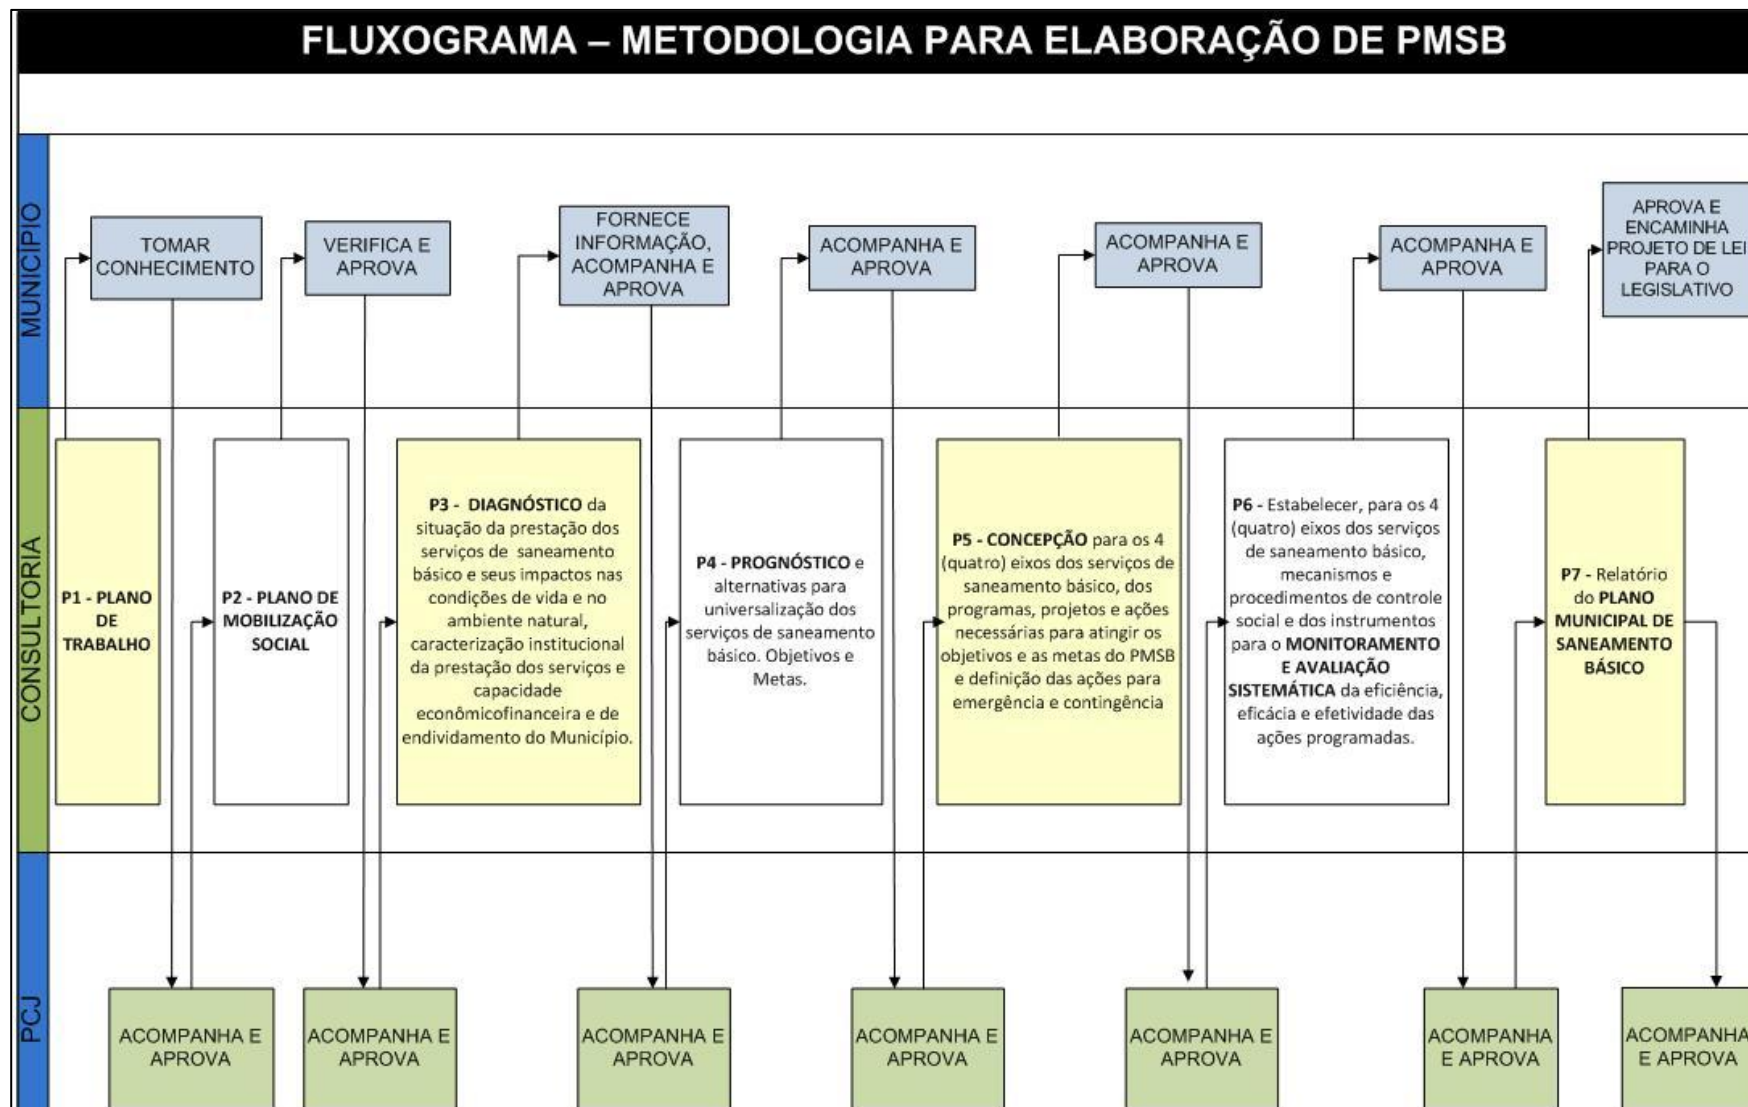 FLUXOGRAMA – METODOLOGIA PARA ELABORAÇÃO DE PMSB
MUNICÍPIO
TOMAR
CONHECIMENTO
VERIFICA E
APROVA
FORNECE
INFORMAÇÃO,
ACOMPANHA E
APROVA
ACOMPANHA E
APROVA
ACOMPANHA E
APROVA
ACOMPANHA E
APROVA
APROVA E
ENCAMINHA
PROJETO DE LEI
PARA O
LEGISLATIVO
CONSULTORIA
P1 - PLANO
DE
TRABALHO
P2 - PLANO DE
MOBILIZAÇÃO
SOCIAL
P3 - DIAGNÓSTICO da
situação da prestação dos
serviços de saneamento
básico e seus impactos nas
condições de vida e no
ambiente natural,
caracterização institucional
da prestação dos serviços e
capacidade
econômicofinanceira e de
endividamento do Município.
P4 - PROGNÓSTICO e
alternativas para
universalização dos
serviços de saneamento
básico. Objetivos e
Metas.
P5 - CONCEPÇÃO para os 4
(quatro) eixos dos serviços de
saneamento básico, dos
programas, projetos e ações
necessárias para atingir os
objetivos e as metas do PMSB
e definição das ações para
emergência e contingência
P6 - Estabelecer, para os 4
(quatro) eixos dos serviços
de saneamento básico,
mecanismos e
procedimentos de controle
social e dos instrumentos
para o MONITORAMENTO
E AVALIAÇÃO
SISTEMÁTICA da eficiência,
eficácia e efetividade das
ações programadas.
P7 - Relatório
do PLANO
MUNICIPAL DE
SANEAMENTO
BÁSICO
PCJ
ACOMPANHA E
APROVA
ACOMPANHA E
APROVA
ACOMPANHA E
APROVA
ACOMPANHA E
APROVA
ACOMPANHA E
APROVA
ACOMPANHA
E APROVA
ACOMPANHA
E APROVA